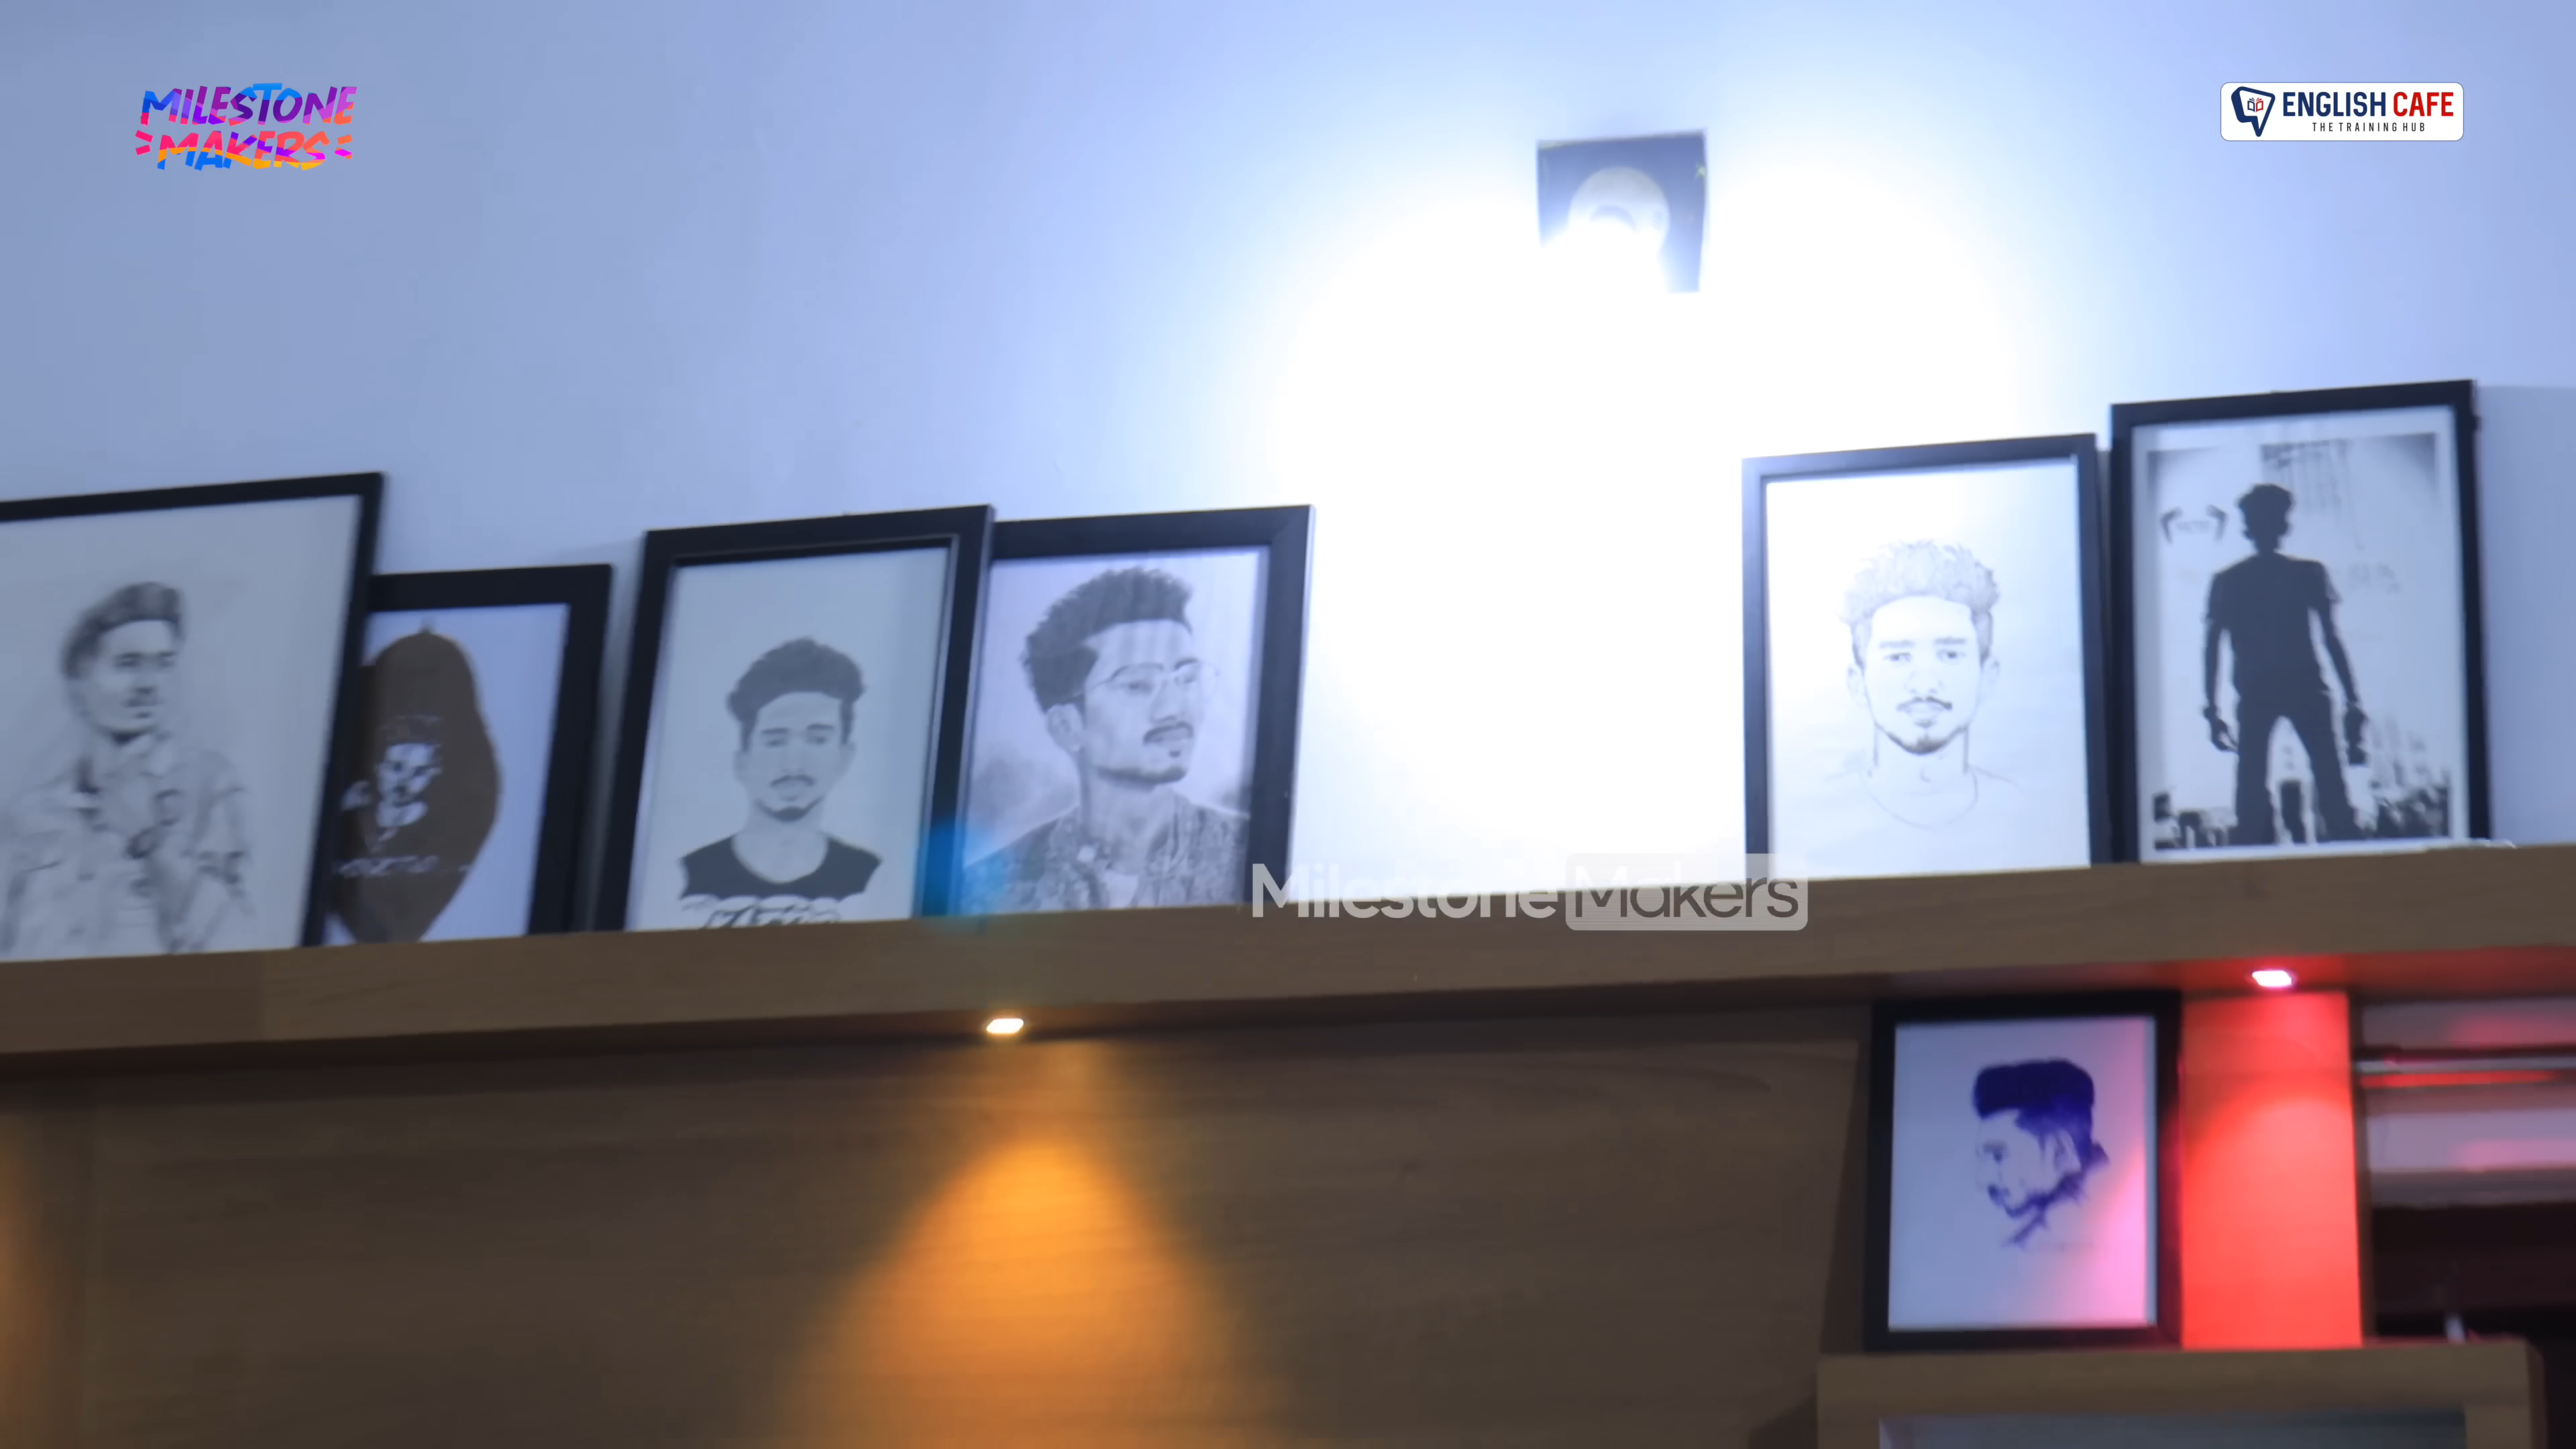 MILESTONE
MAKERS
ENGLISH CAFE
THE TRAINING HUB
Milestone Makers